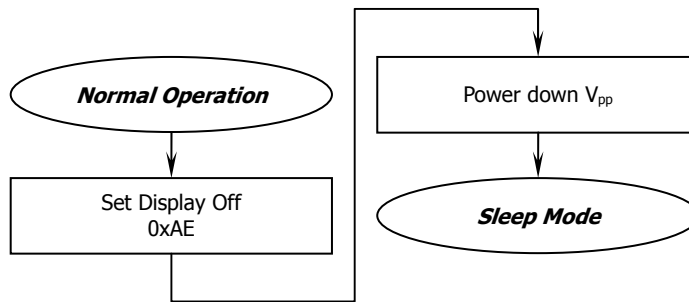 Normal Operation
Set Display Off
0xAE
Power down Vpp
Sleep Mode